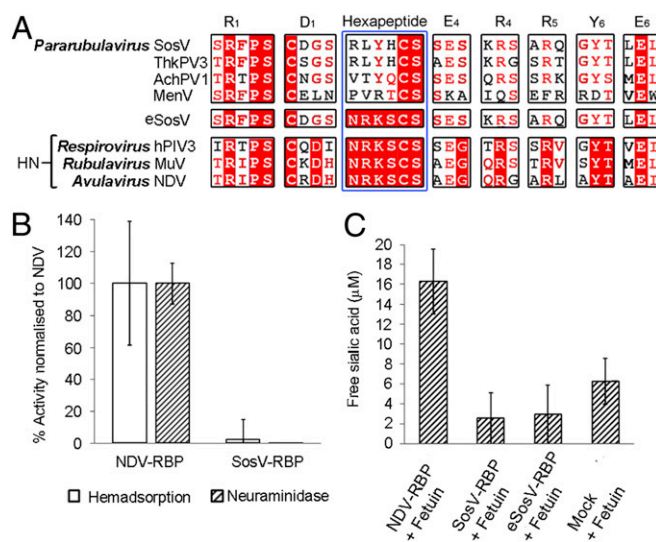 A
R1 D1 Hexapeptide E4 R4 R5 Y6 E6
Pararubulavirus SosV SRFPS CDGS RLYHCS SES KRS ARQ GYT LEL
ThkPV3 SRFPS CSGS RLYHCS SES KRG SRT GYT LEL
AchPV1 SRTPS CNGS VTYQCS SES KRS ARQ GYS MEL
MenV SRFPS CELN PVRTCS SKA IQS EFR RDT VEW
eSosV SRFPS CDGS NRKSCS SES KRS ARQ GYT LEL
HN Respirovirus hPIV3 IRTPS CQDI NRKSCS SEG TRS SRV GYT VEI
Rubulavirus MuV TRIPS CKDH NRKSCS AEG QRS TRV AYT MEI
Avulavirus NDV TRIPS CRDH NRKSCS AEG QRG ARL AYT AEI
B
% Activity normalised to NDV
140
120
100
80
60
40
20
0
NDV-RBP SosV-RBP
Hemadsorption Neuraminidase
C
Free sialic acid (µM)
20
18
16
14
12
10
8
6
4
2
0
NDV-RBP
+ Fetuin
SosV-RBP
+ Fetuin
eSosV-RBP
+ Fetuin
Mock
+ Fetuin